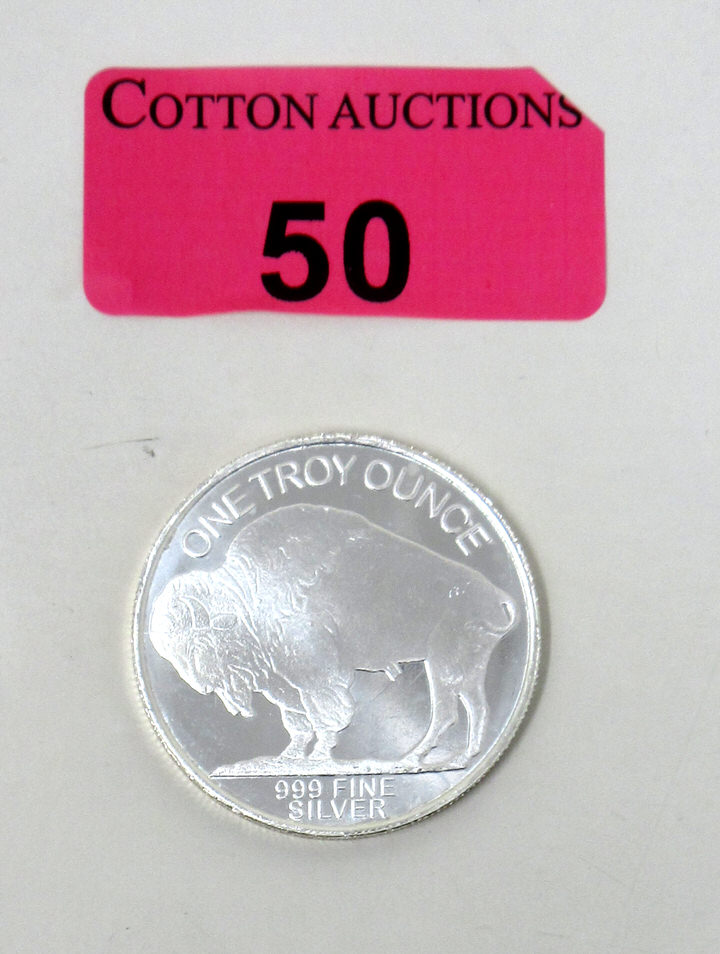 COTTON AUCTIONS
50
ONE TROY OUNCE
999 FINE
SILVER